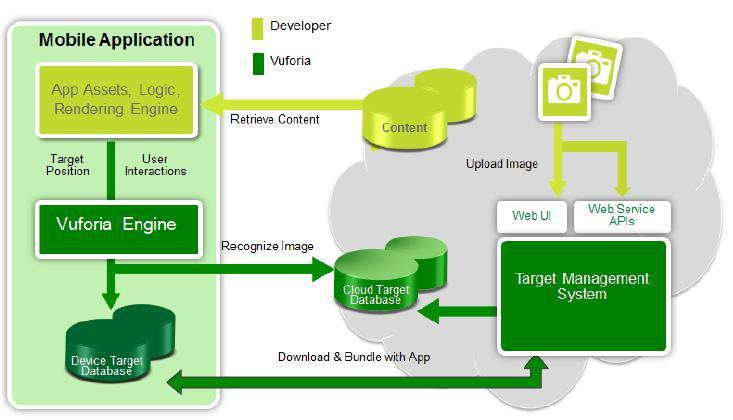 Developer
Vuforia
Mobile Application
App Assets, Logic,
Rendering Engine
Retrieve Content
Content
Target
Position
User
Interactions
Upload Image
Vuforia Engine
Web UI
Web Service
APIs
Recognize Image
Cloud Target
Database
Target Management
System
Device Target
Database
Download & Bundle with App